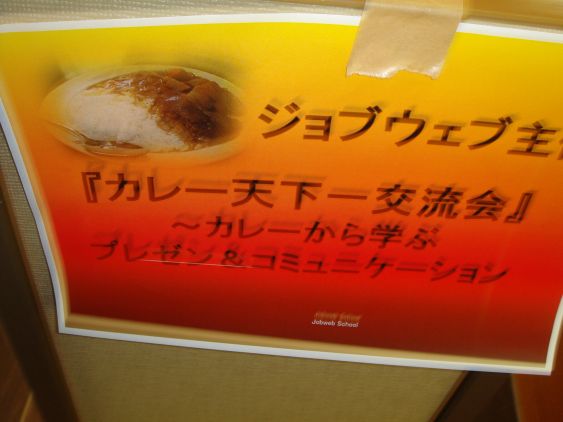 ジョブウェブ主
『カレー天下一交流会』
～カレーから学ぶ
プレゼン＆コミュニケーション
Jobweb School